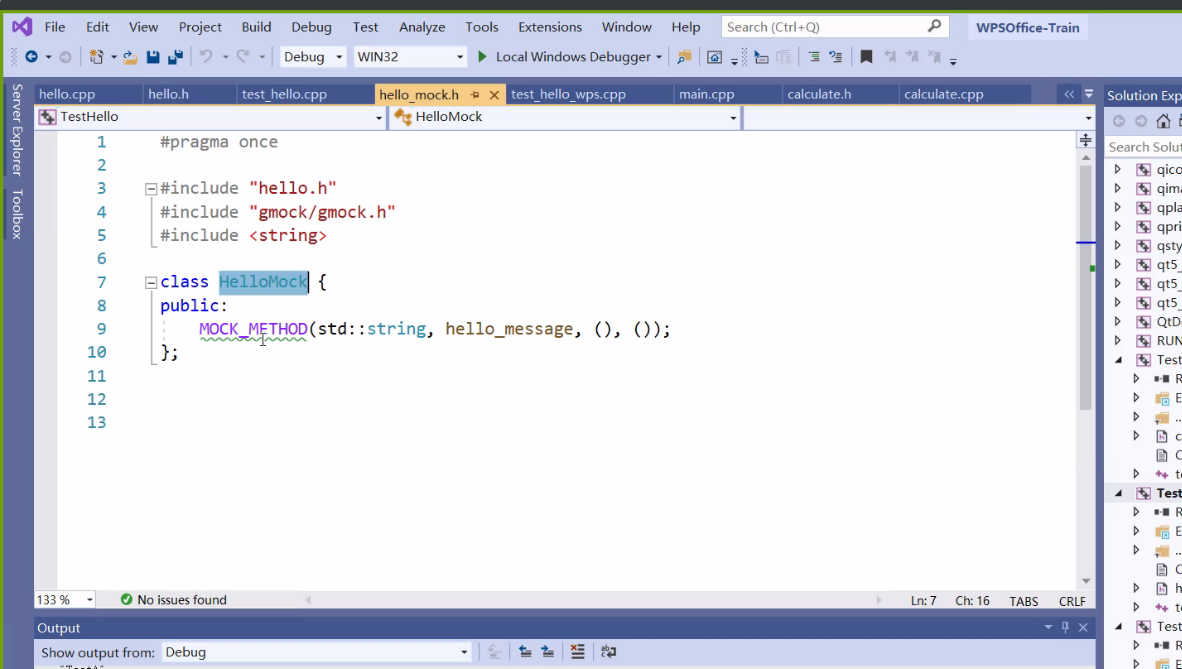 File Edit View Project Build Debug Test Analyze Tools Extensions Window Help Search (Ctrl+Q) WPSOffice-Train
Debug WIN32 Local Windows Debugger
Server Explorer
Toolbox
hello.cpp hello.h test_hello.cpp hello_mock.h test_hello_wps.cpp main.cpp calculate.h calculate.cpp
TestHello HelloMock
1 #pragma once
2
3 #include "hello.h"
4 #include "gmock/gmock.h"
5 #include <string>
6
7 class HelloMock {
8 public:
9 MOCK_METHOD(std::string, hello_message, (), ());
10 };
11
12
13
133 % No issues found Ln: 7 Ch: 16 TABS CRLF
Output
Show output from: Debug
Solution Exp
Search Solu
qico
qima
qpla
qpri
qsty
qt5_
qt5_
qt5_
QtDe
RUN
Test
R
E
..
c
C
te
Test
R
E
..
C
h
te
Test
R
E